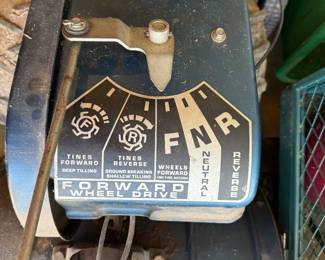 TINES
FORWARD
DEEP TILLING
TINES
REVERSE
GROUND BREAKING
SHALLOW TILLING
F
WHEELS
FORWARD
N
NEUTRAL
R
REVERSE
FORWARD
WHEEL DRIVE